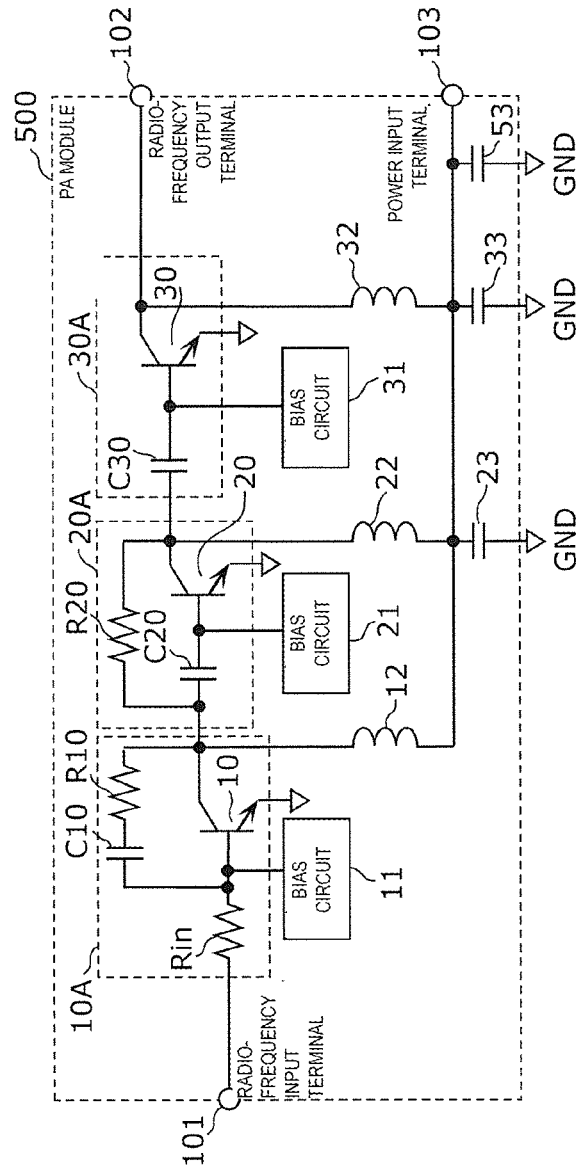 500
PA MODULE
102
RADIO-
FREQUENCY
OUTPUT
TERMINAL
30A
30
C30
20A
R20
C20
20
10A
C10
R10
10
Rin
101
RADIO-
FREQUENCY
INPUT
TERMINAL
BIAS
CIRCUIT
11
12
BIAS
CIRCUIT
21
22
BIAS
CIRCUIT
31
32
POWER INPUT
TERMINAL
103
23
33
53
GND
GND
GND